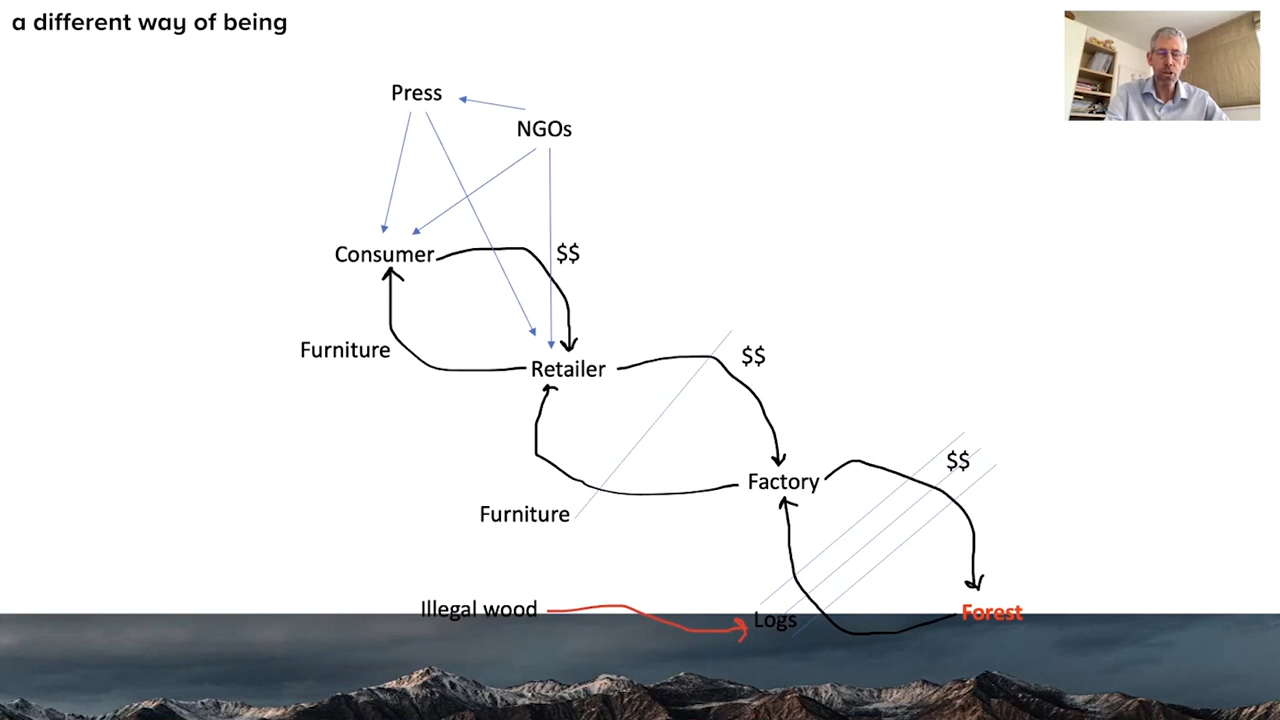 a different way of being
Press
NGOs
Consumer
$$
Furniture
Retailer
$$
Factory
$$
Furniture
Illegal wood
Logs
Forest